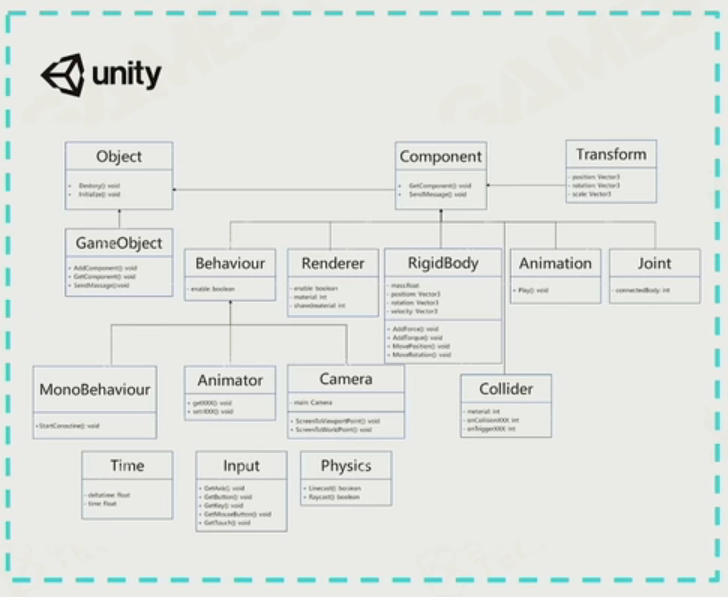 unity
Object
Destory(): void
Initialize(): void
Component
GetComponent(): void
SendMessage(): void
Transform
- position: Vector3
- rotation: Vector3
- scale: Vector3
GameObject
+ AddComponent(): void
+ GetComponent(): void
+ SendMessage():void
Behaviour
- enable: boolean
Renderer
- enable: boolean
- material: int
- sharedmaterial: int
RigidBody
- mass:float
- position: Vector3
- rotation: Vector3
- velocity: Vector3
+ AddForce(): void
+ AddTorque(): void
+ MovePosition(): void
+ MoveRotation(): void
Animation
+ Play(): void
Joint
- connectedBody: int
MonoBehaviour
+StartCoroutine(): void
Animator
+ getXXX(): void
+ setXXX(): void
Camera
- main: Camera
+ ScreenToViewportPoint(): void
+ ScreenToWorldPoint(): void
Collider
- meterial: int
- onCollisionXXX: int
- onTriggerXXX: int
Time
- deltatime: float
- time: float
Input
+ GetAxis(): void
+ GetButton(): void
+ GetKey(): void
+ GetMouseButton(): void
+ GetTouch(): void
Physics
+ Linecast(): boolean
+ Raycast(): boolean